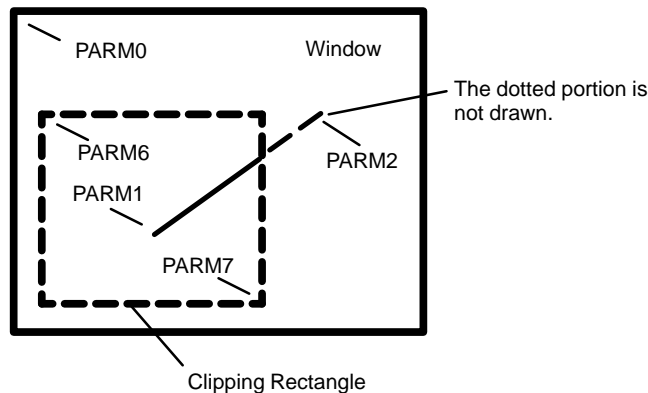 PARM0
Window
The dotted portion is
not drawn.
PARM6
PARM2
PARM1
PARM7
Clipping Rectangle